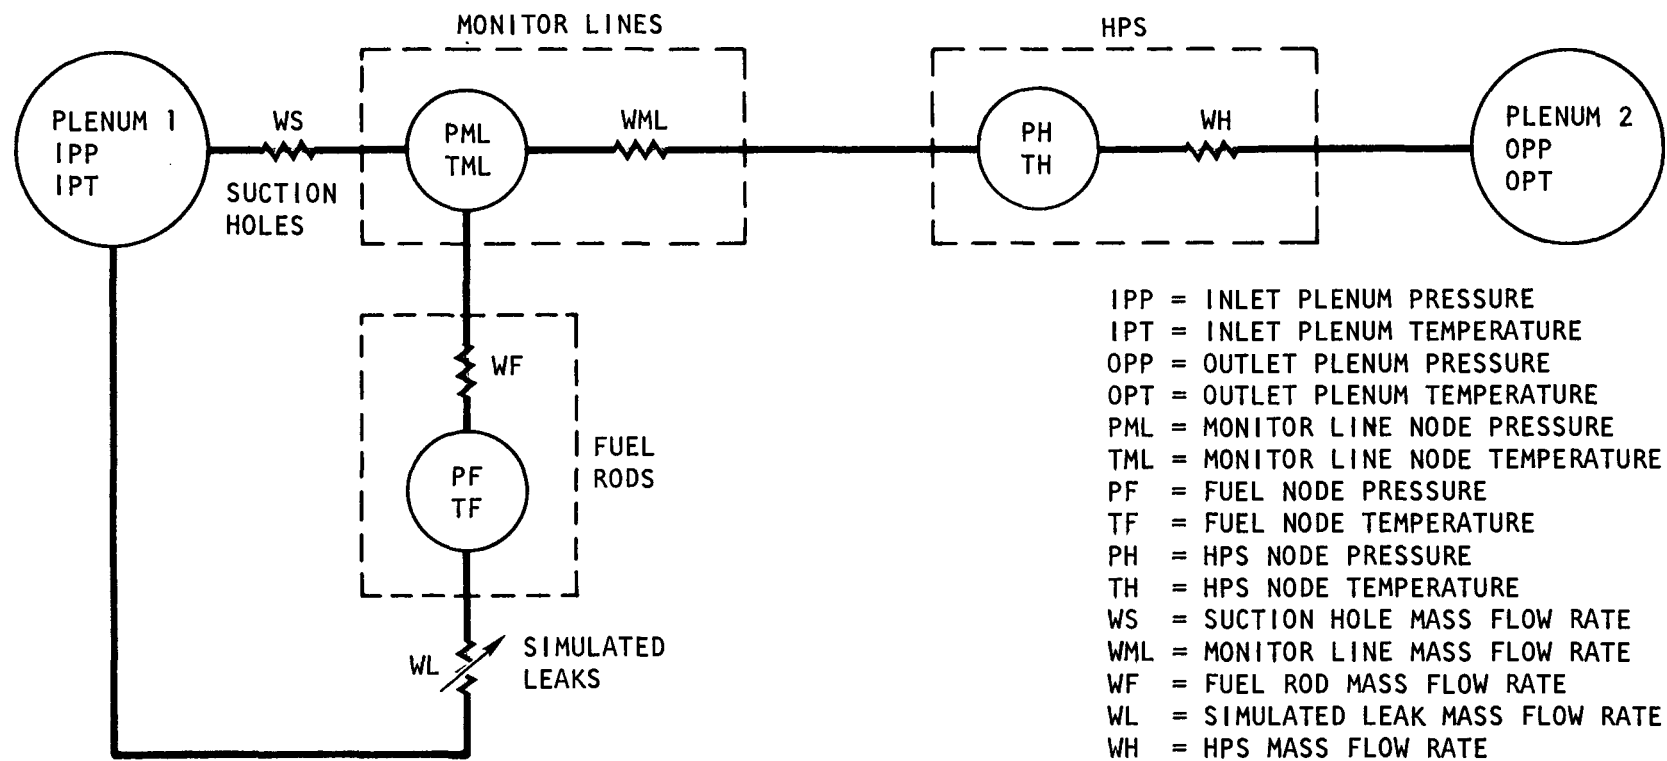 MONITOR LINES
HPS
PLENUM 1
IPP
IPT
WS
SUCTION
HOLES
PML
TML
WML
PH
TH
WH
PLENUM 2
OPP
OPT
WF
PF
TF
FUEL
RODS
WL
SIMULATED
LEAKS
IPP = INLET PLENUM PRESSURE
IPT = INLET PLENUM TEMPERATURE
OPP = OUTLET PLENUM PRESSURE
OPT = OUTLET PLENUM TEMPERATURE
PML = MONITOR LINE NODE PRESSURE
TML = MONITOR LINE NODE TEMPERATURE
PF = FUEL NODE PRESSURE
TF = FUEL NODE TEMPERATURE
PH = HPS NODE PRESSURE
TH = HPS NODE TEMPERATURE
WS = SUCTION HOLE MASS FLOW RATE
WML = MONITOR LINE MASS FLOW RATE
WF = FUEL ROD MASS FLOW RATE
WL = SIMULATED LEAK MASS FLOW RATE
WH = HPS MASS FLOW RATE